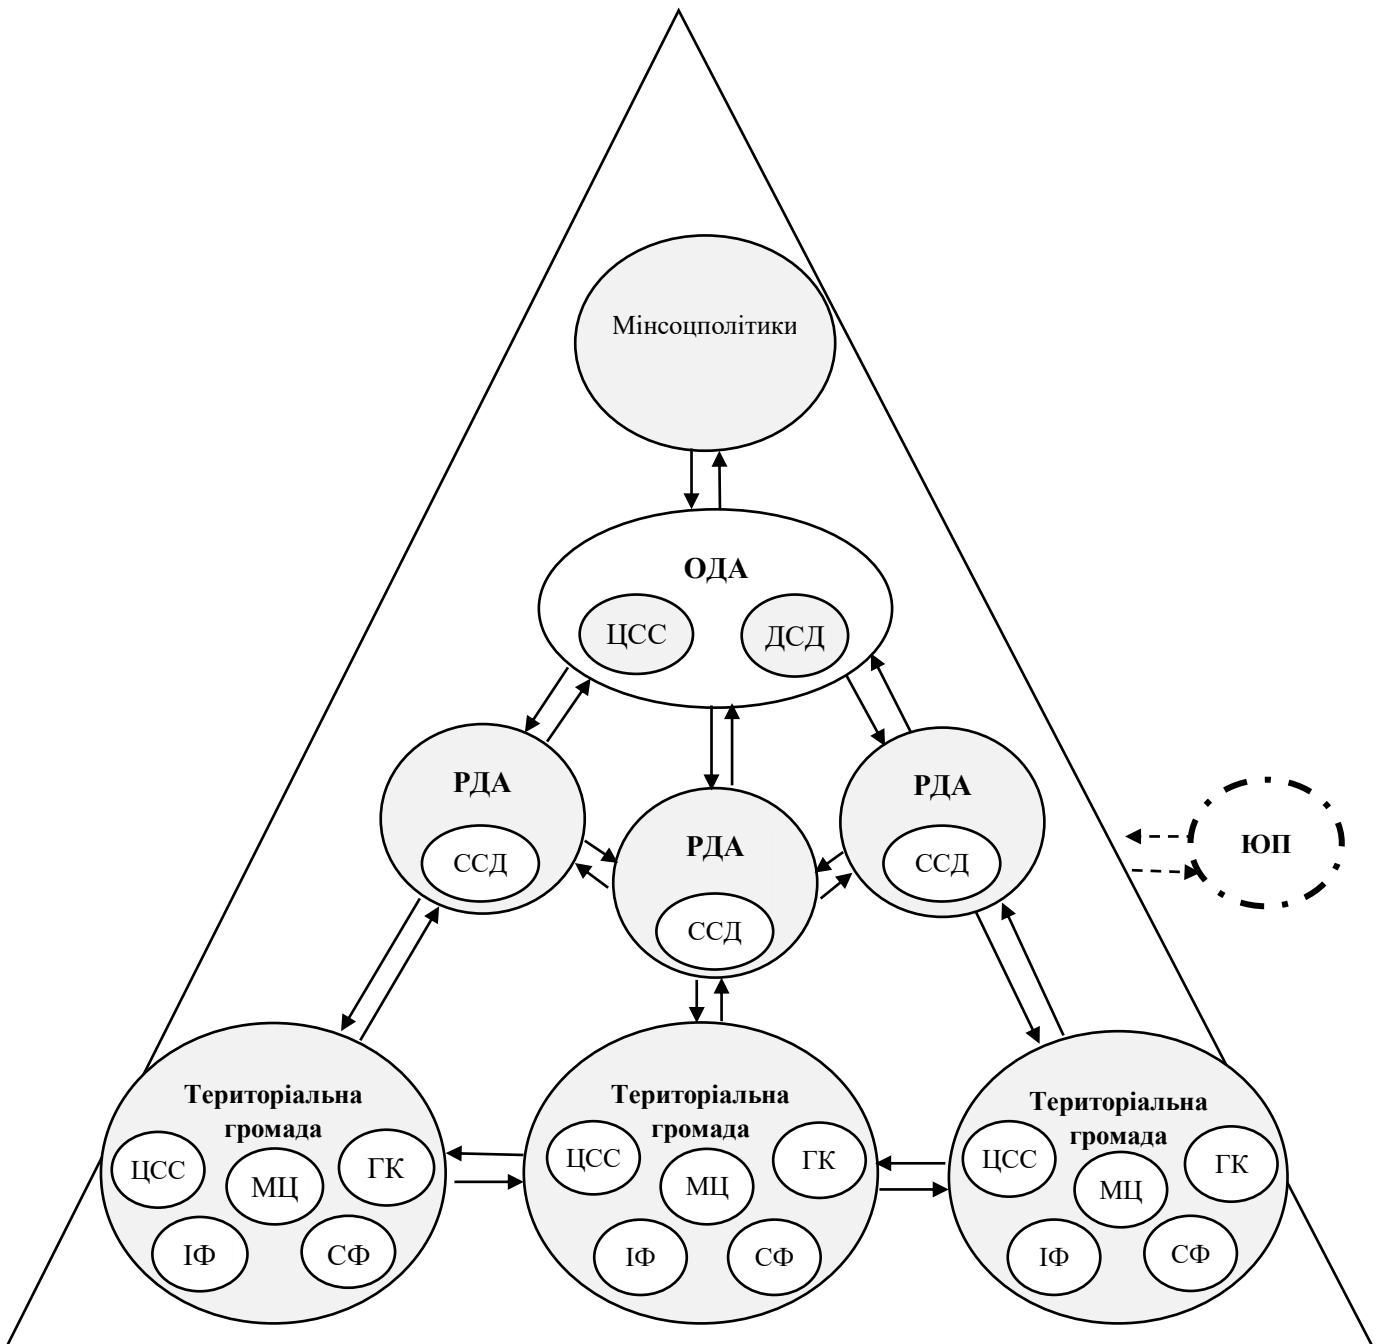 Мінсоцполітики
ОДА
ЦСС
ДСД
РДА
ССД
РДА
ССД
РДА
ССД
ЮП
Територіальна
громада
ЦСС
МЦ
ГК
ІФ
СФ
Територіальна
громада
ЦСС
МЦ
ГК
ІФ
СФ
Територіальна
громада
ЦСС
МЦ
ГК
ІФ
СФ